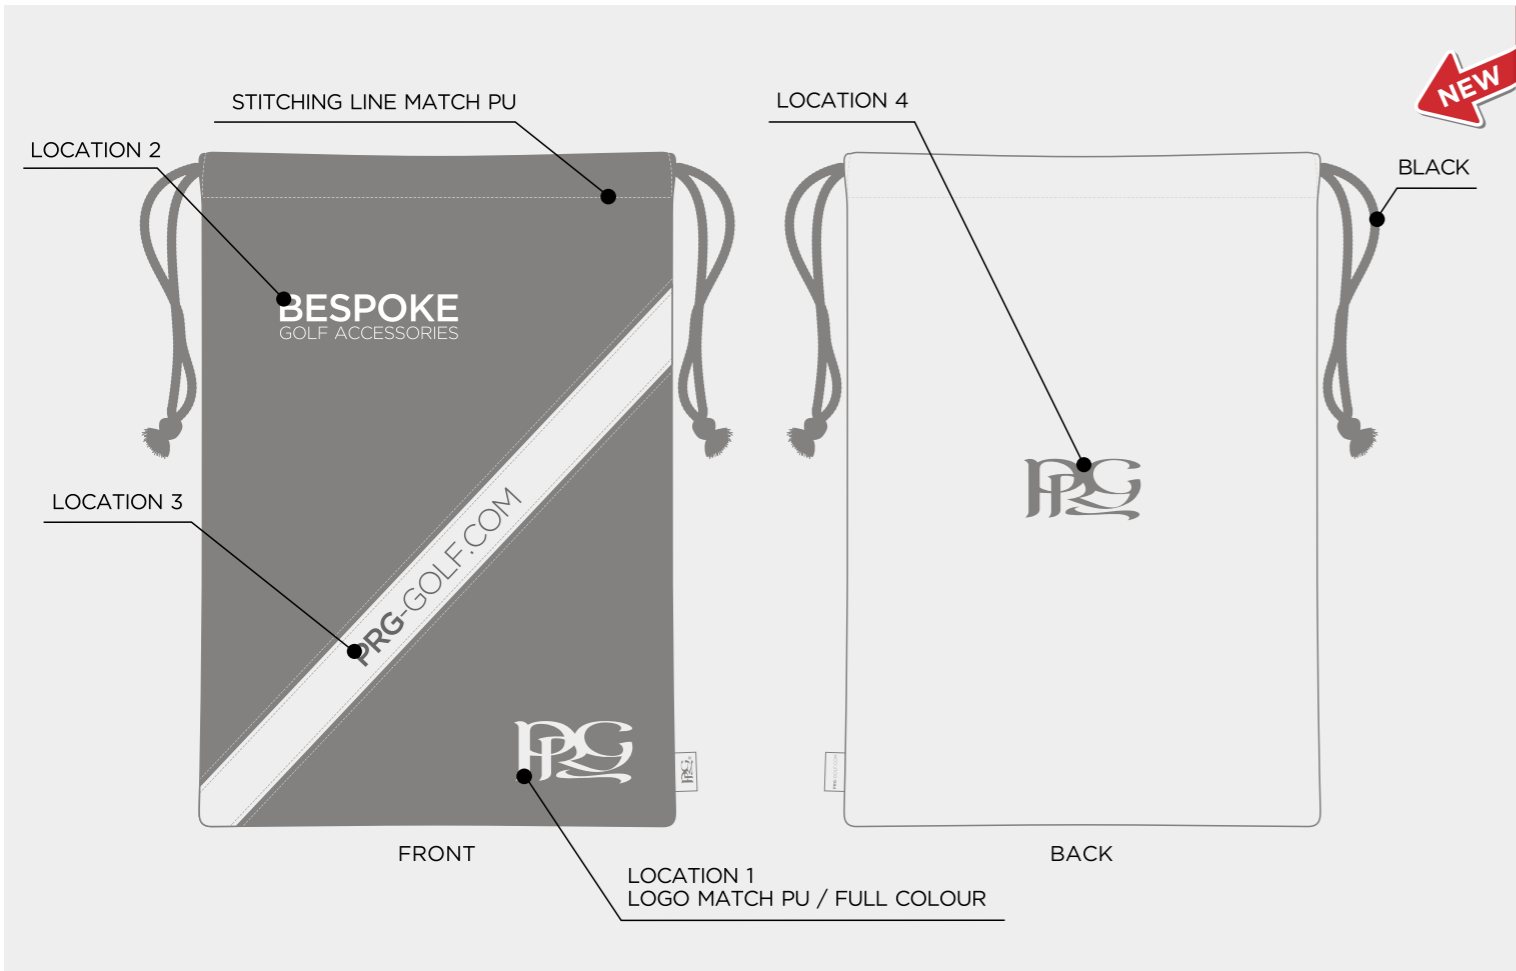 NEW
STITCHING LINE MATCH PU
LOCATION 4
LOCATION 2
BLACK
BESPOKE
GOLF ACCESSORIES
LOCATION 3
PRG-GOLF.COM
PRG
PRG
PRG
FRONT
BACK
LOCATION 1
LOGO MATCH PU / FULL COLOUR